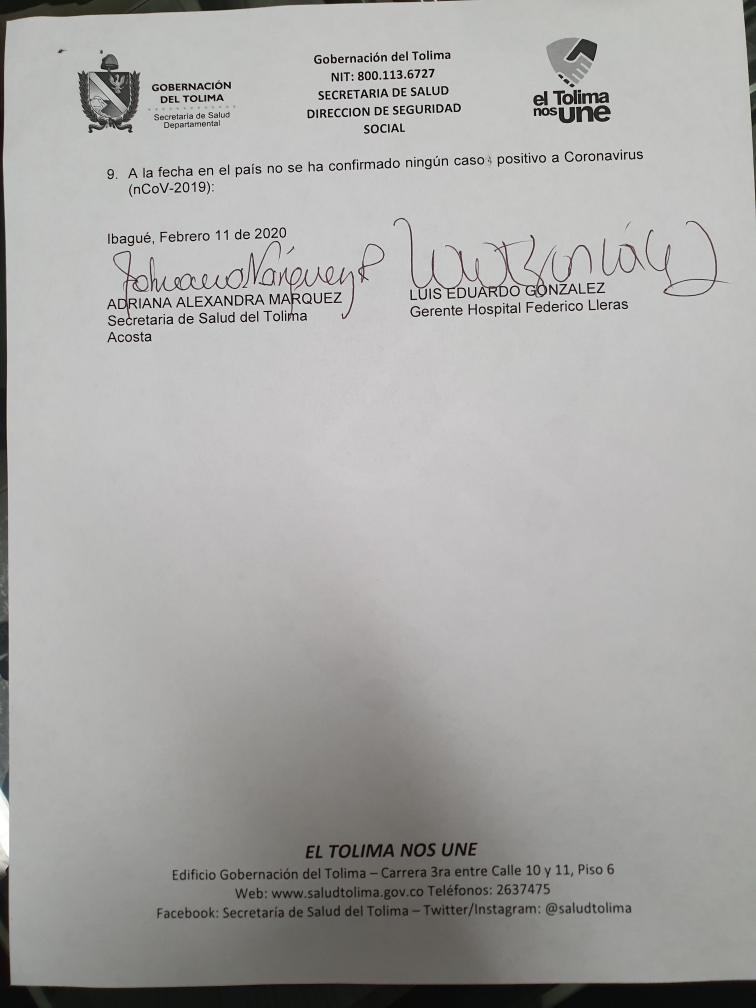 GOBERNACIÓN
DEL TOLIMA
Secretaria de Salud
Departamental
Gobernación del Tolima
NIT: 800.113.6727
SECRETARIA DE SALUD
DIRECCION DE SEGURIDAD
SOCIAL
el Tolima
nos une
9. A la fecha en el país no se ha confirmado ningún caso positivo a Coronavirus
(nCoV-2019):
Ibagué, Febrero 11 de 2020
ADRIANA ALEXANDRA MARQUEZ
Secretaria de Salud del Tolima
Acosta
LUIS EDUARDO GONZALEZ
Gerente Hospital Federico Lleras
EL TOLIMA NOS UNE
Edificio Gobernación del Tolima – Carrera 3ra entre Calle 10 y 11, Piso 6
Web: www.saludtolima.gov.co Teléfonos: 2637475
Facebook: Secretaría de Salud del Tolima – Twitter/Instagram: @saludtolima